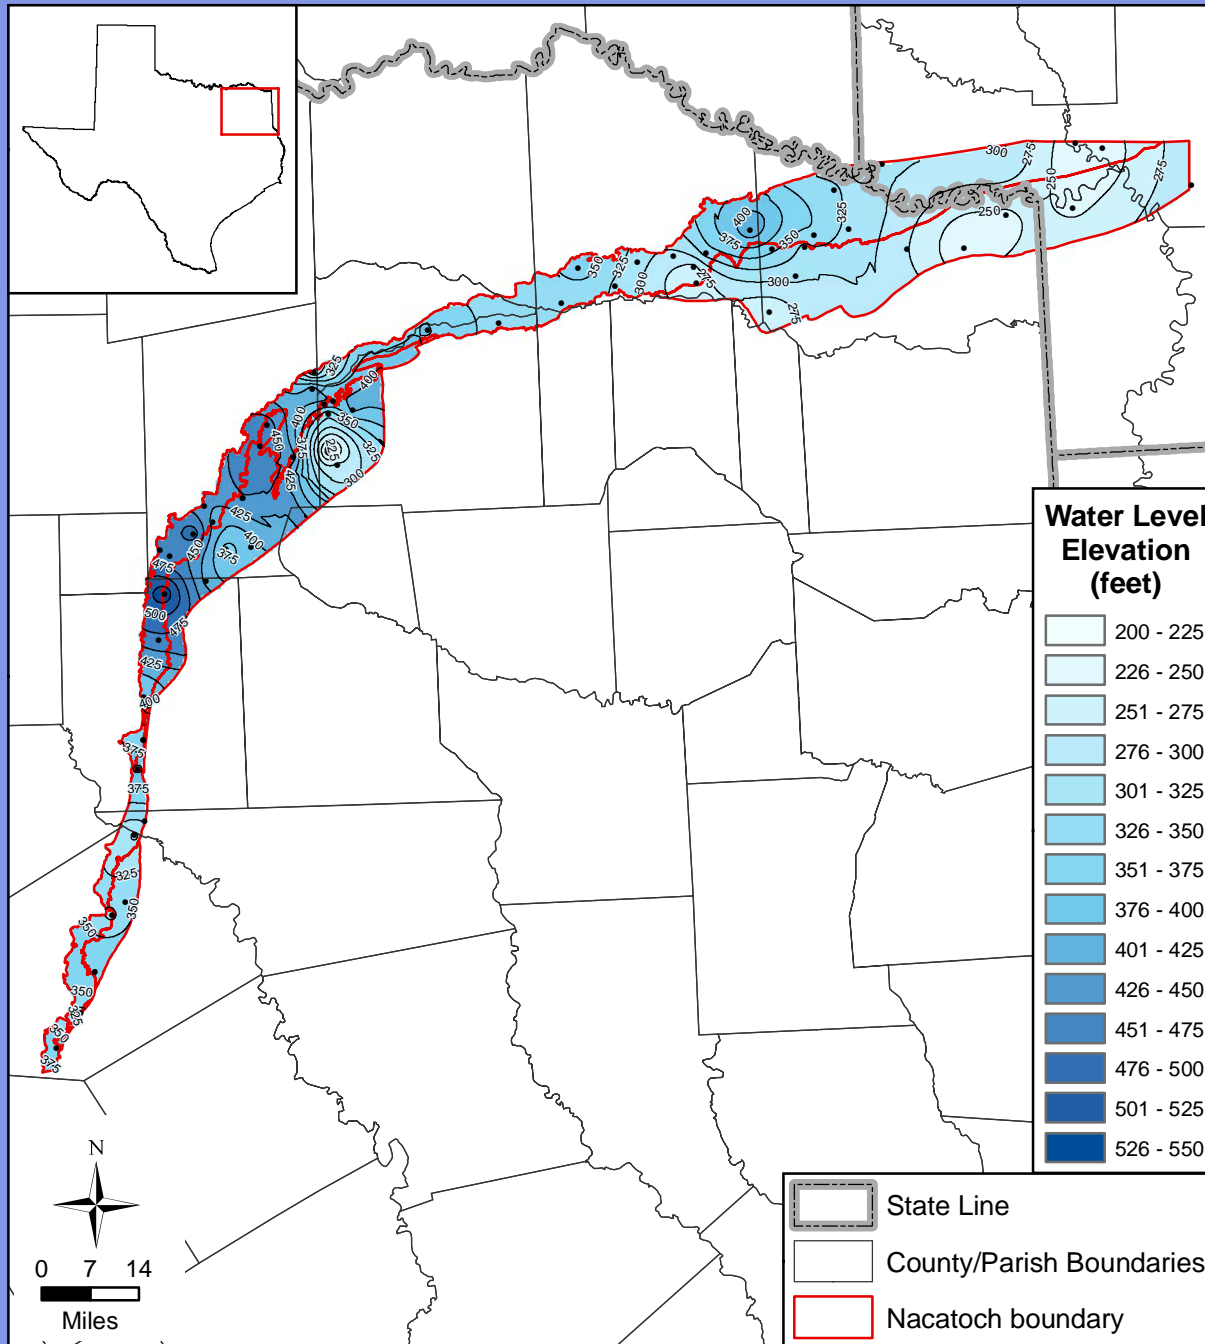 300
275
275
250
250
325
400
375
350
300
275
275
350
325
300
325
400
400
350
375
325
225
300
450
425
425
400
375
450
475
500
475
425
400
375
375
325
350
350
350
325
350
375
Water Level
Elevation
(feet)
200 - 225
226 - 250
251 - 275
276 - 300
301 - 325
326 - 350
351 - 375
376 - 400
401 - 425
426 - 450
451 - 475
476 - 500
501 - 525
526 - 550
N
0 7 14
Miles
State Line
County/Parish Boundaries
Nacatoch boundary